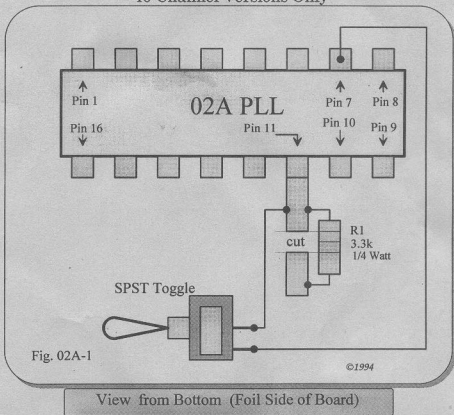 40 Channel Versions Only
Pin 1
02A PLL
Pin 7
Pin 8
Pin 16
Pin 11
Pin 10
Pin 9
cut
R1
3.3k
1/4 Watt
SPST Toggle
Fig. 02A-1
©1994
View from Bottom (Foil Side of Board)